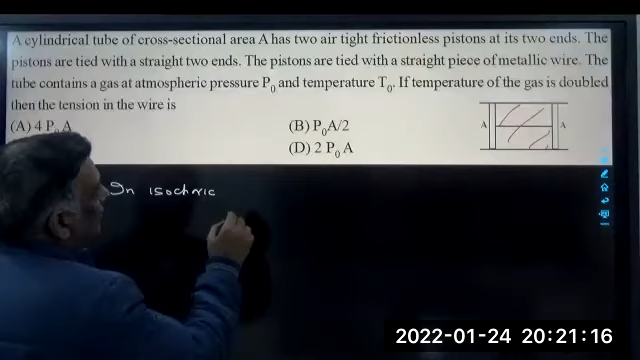 A cylindrical tube of cross-sectional area A has two air tight frictionless pistons at its two ends. The
pistons are tied with a straight two ends. The pistons are tied with a straight piece of metallic wire. The
tube contains a gas at atmospheric pressure P₀ and temperature T₀. If temperature of the gas is doubled
then the tension in the wire is
(A) 4 P₀ A
(B) P₀A/2
(D) 2 P₀ A
A
A
In isochric
2022-01-24 20:21:16